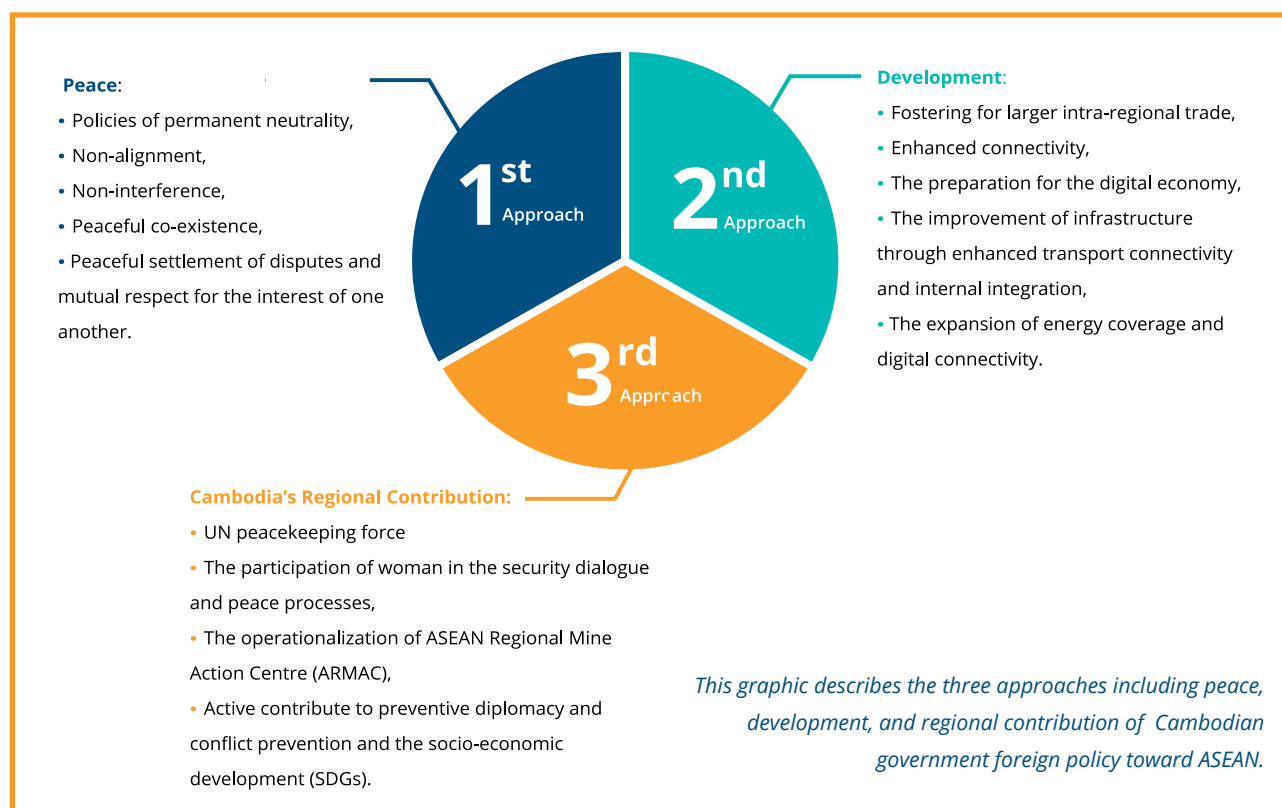 Peace:
• Policies of permanent neutrality,
• Non-alignment,
• Non-interference,
• Peaceful co-existence,
• Peaceful settlement of disputes and
mutual respect for the interest of one
another.
1st
Approach
2nd
Approach
Development:
• Fostering for larger intra-regional trade,
• Enhanced connectivity,
• The preparation for the digital economy,
• The improvement of infrastructure
through enhanced transport connectivity
and internal integration,
• The expansion of energy coverage and
digital connectivity.
3rd
Approach
Cambodia’s Regional Contribution:
• UN peacekeeping force
• The participation of woman in the security dialogue
and peace processes,
• The operationalization of ASEAN Regional Mine
Action Centre (ARMAC),
• Active contribute to preventive diplomacy and
conflict prevention and the socio-economic
development (SDGs).
This graphic describes the three approaches including peace,
development, and regional contribution of Cambodian
government foreign policy toward ASEAN.